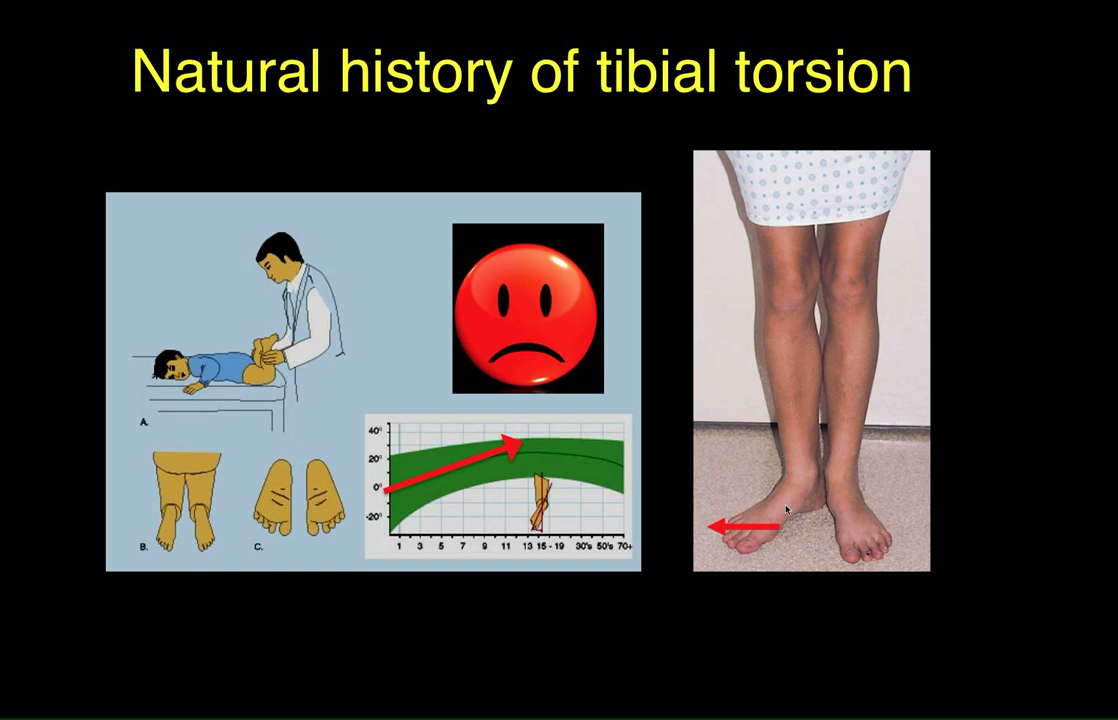 Natural history of tibial torsion
A.
B.
C.
40°
20°
0°
-20°
1 3 5 7 9 11 13 15 - 19 30's 50's 70+